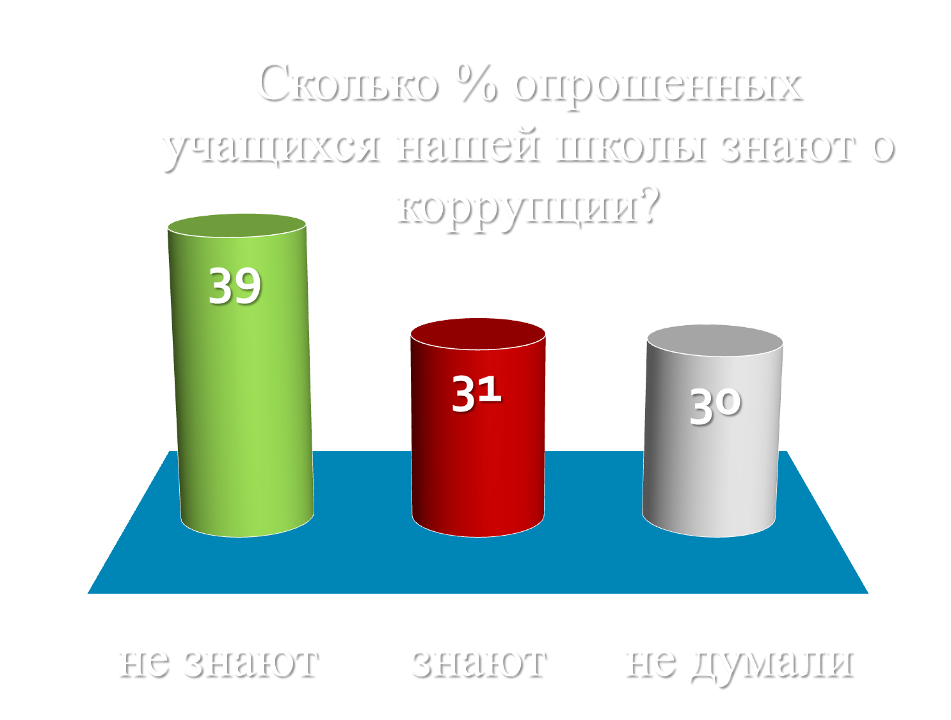 Сколько % опрошенных
учащихся нашей школы знают о
коррупции?
39
31
30
не знают знают не думали